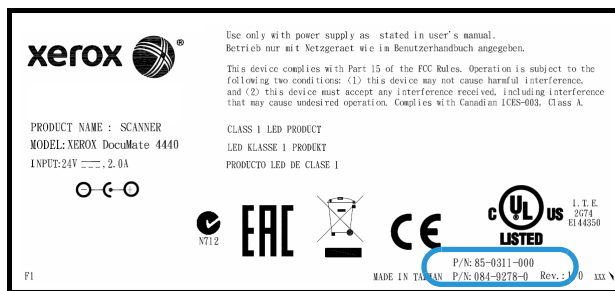 xerox ®
Use only with power supply as stated in user's manual.
Betrieb nur mit Netzgeraet wie im Benutzerhandbuch angegeben.
This device complies with Part 15 of the FCC Rules. Operation is subject to the
following two conditions: (1) this device may not cause harmful interference,
and (2) this device must accept any interference received, including interference
that may cause undesired operation. Complies with Canadian ICES-003, Class A.
PRODUCT NAME : SCANNER
MODEL: XEROX DocuMate 4440
INPUT: 24V , 2.0A
CLASS 1 LED PRODUCT
LED KLASSE 1 PRODUKT
PRODUCTO LED DE CLASE 1
N712
EAC
CE
C UL US
LISTED
I.T.E.
2G74
E144350
P/N: 85-0311-000
F1
MADE IN TAIWAN P/N: 084-9278-0 Rev.: 1.0 xxx